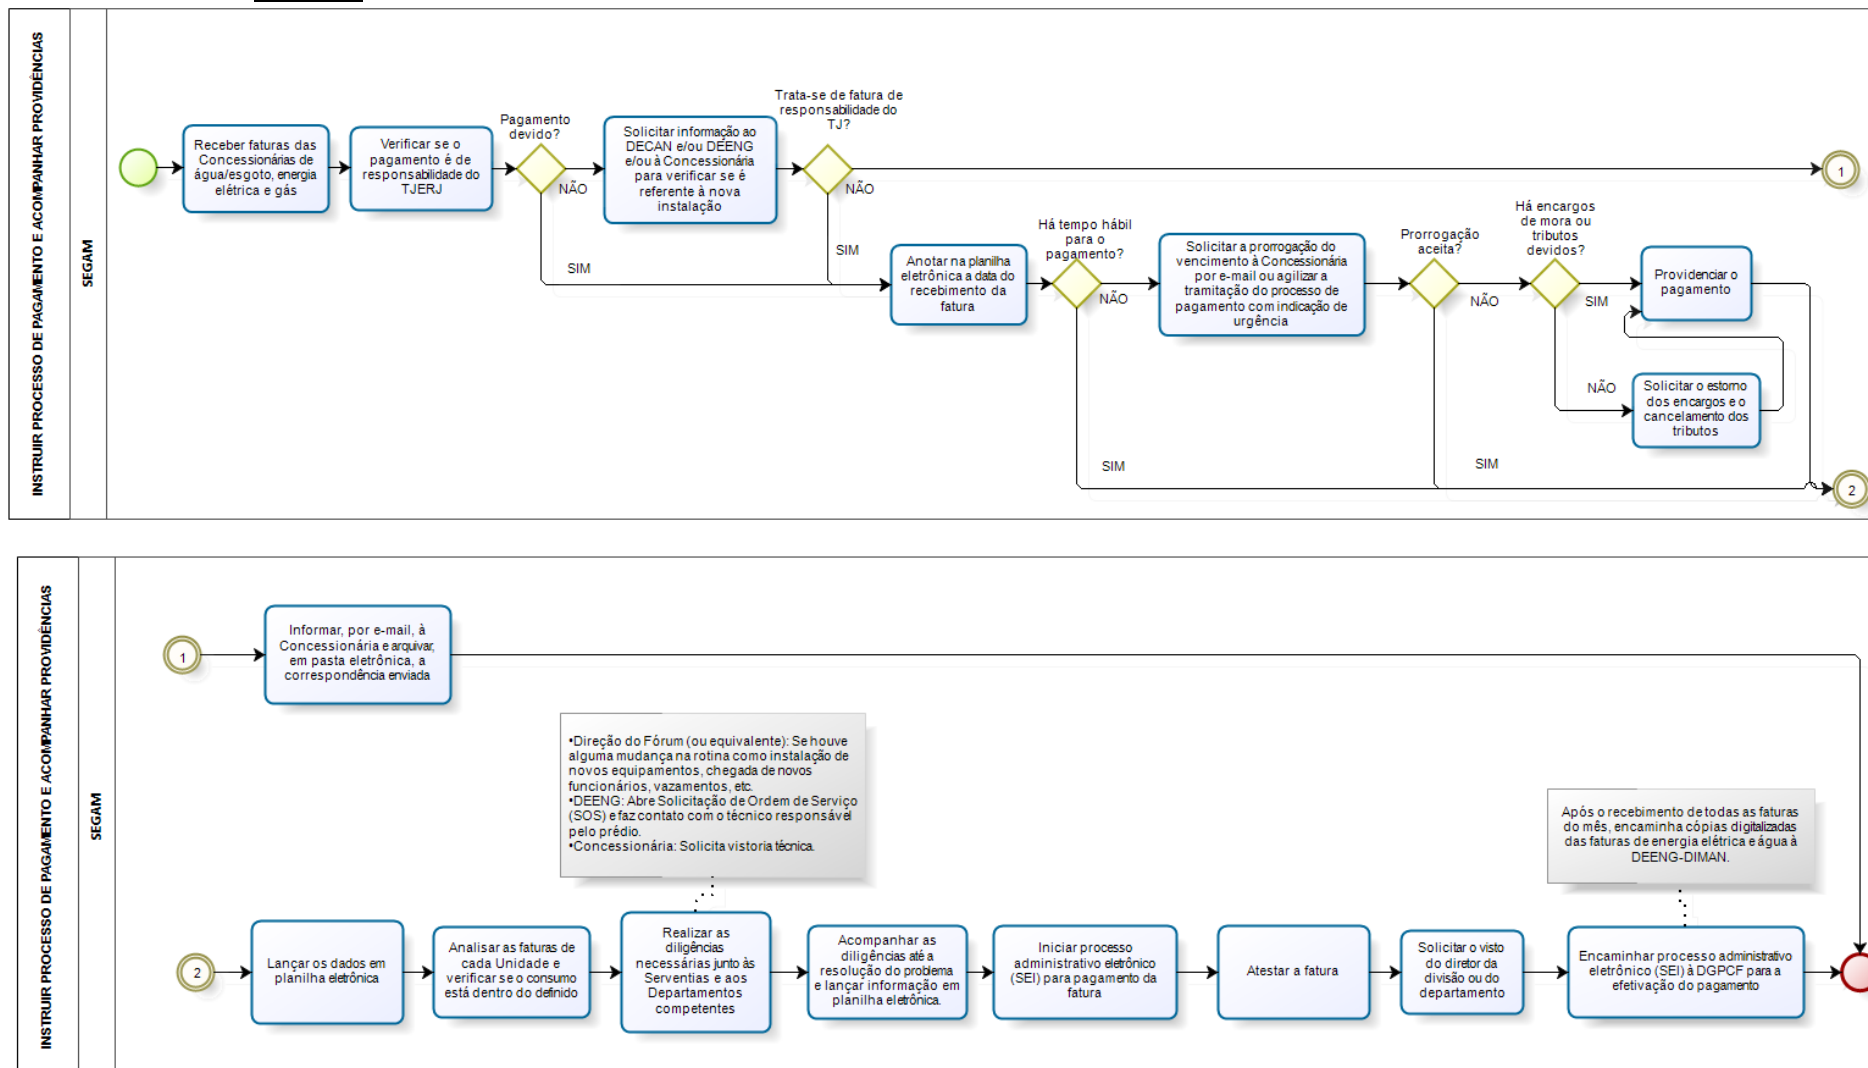 INSTRUIR PROCESSO DE PAGAMENTO E ACOMPANHAR PROVIDÊNCIAS
SEGAM
Receber faturas das
Concessionárias de
água/esgoto, energia
elétrica e gás
Verificar se o
pagamento é de
responsabilidade do
TJERJ
Pagamento
devido?
NÃO
SIM
Solicitar informação ao
DECAN e/ou DEENG
e/ou à Concessionária
para verificar se é
referente à nova
instalação
Trata-se de fatura de
responsabilidade do
TJ?
NÃO
SIM
1
Anotar na planilha
eletrônica a data do
recebimento da
fatura
Há tempo hábil
para o
pagamento?
NÃO
SIM
Solicitar a prorrogação do
vencimento à Concessionária
por e-mail ou agilizar a
tramitação do processo de
pagamento com indicação de
urgência
Prorrogação
aceita?
NÃO
SIM
Há encargos
de mora ou
tributos
devidos?
SIM
NÃO
Providenciar o
pagamento
Solicitar o estorno
dos encargos e o
cancelamento dos
tributos
2
INSTRUIR PROCESSO DE PAGAMENTO E ACOMPANHAR PROVIDÊNCIAS
SEGAM
1
Informar, por e-mail, à
Concessionária e arquivar,
em pasta eletrônica, a
correspondência enviada
•Direção do Fórum (ou equivalente): Se houve
alguma mudança na rotina como instalação de
novos equipamentos, chegada de novos
funcionários, vazamentos, etc.
•DEENG: Abre Solicitação de Ordem de Serviço
(SOS) e faz contato com o técnico responsável
pelo prédio.
•Concessionária: Solicita vistoria técnica.
Após o recebimento de todas as faturas
do mês, encaminha cópias digitalizadas
das faturas de energia elétrica e água à
DEENG-DIMAN.
2
Lançar os dados em
planilha eletrônica
Analisar as faturas de
cada Unidade e
verificar se o consumo
está dentro do definido
Realizar as
diligências
necessárias junto às
Serventias e aos
Departamentos
competentes
Acompanhar as
diligências até a
resolução do problema
e lançar informação em
planilha eletrônica.
Iniciar processo
administrativo eletrônico
(SEI) para pagamento da
fatura
Atestar a fatura
Solicitar o visto
do diretor da
divisão ou do
departamento
Encaminhar processo administrativo
eletrônico (SEI) à DGPCF para a
efetivação do pagamento